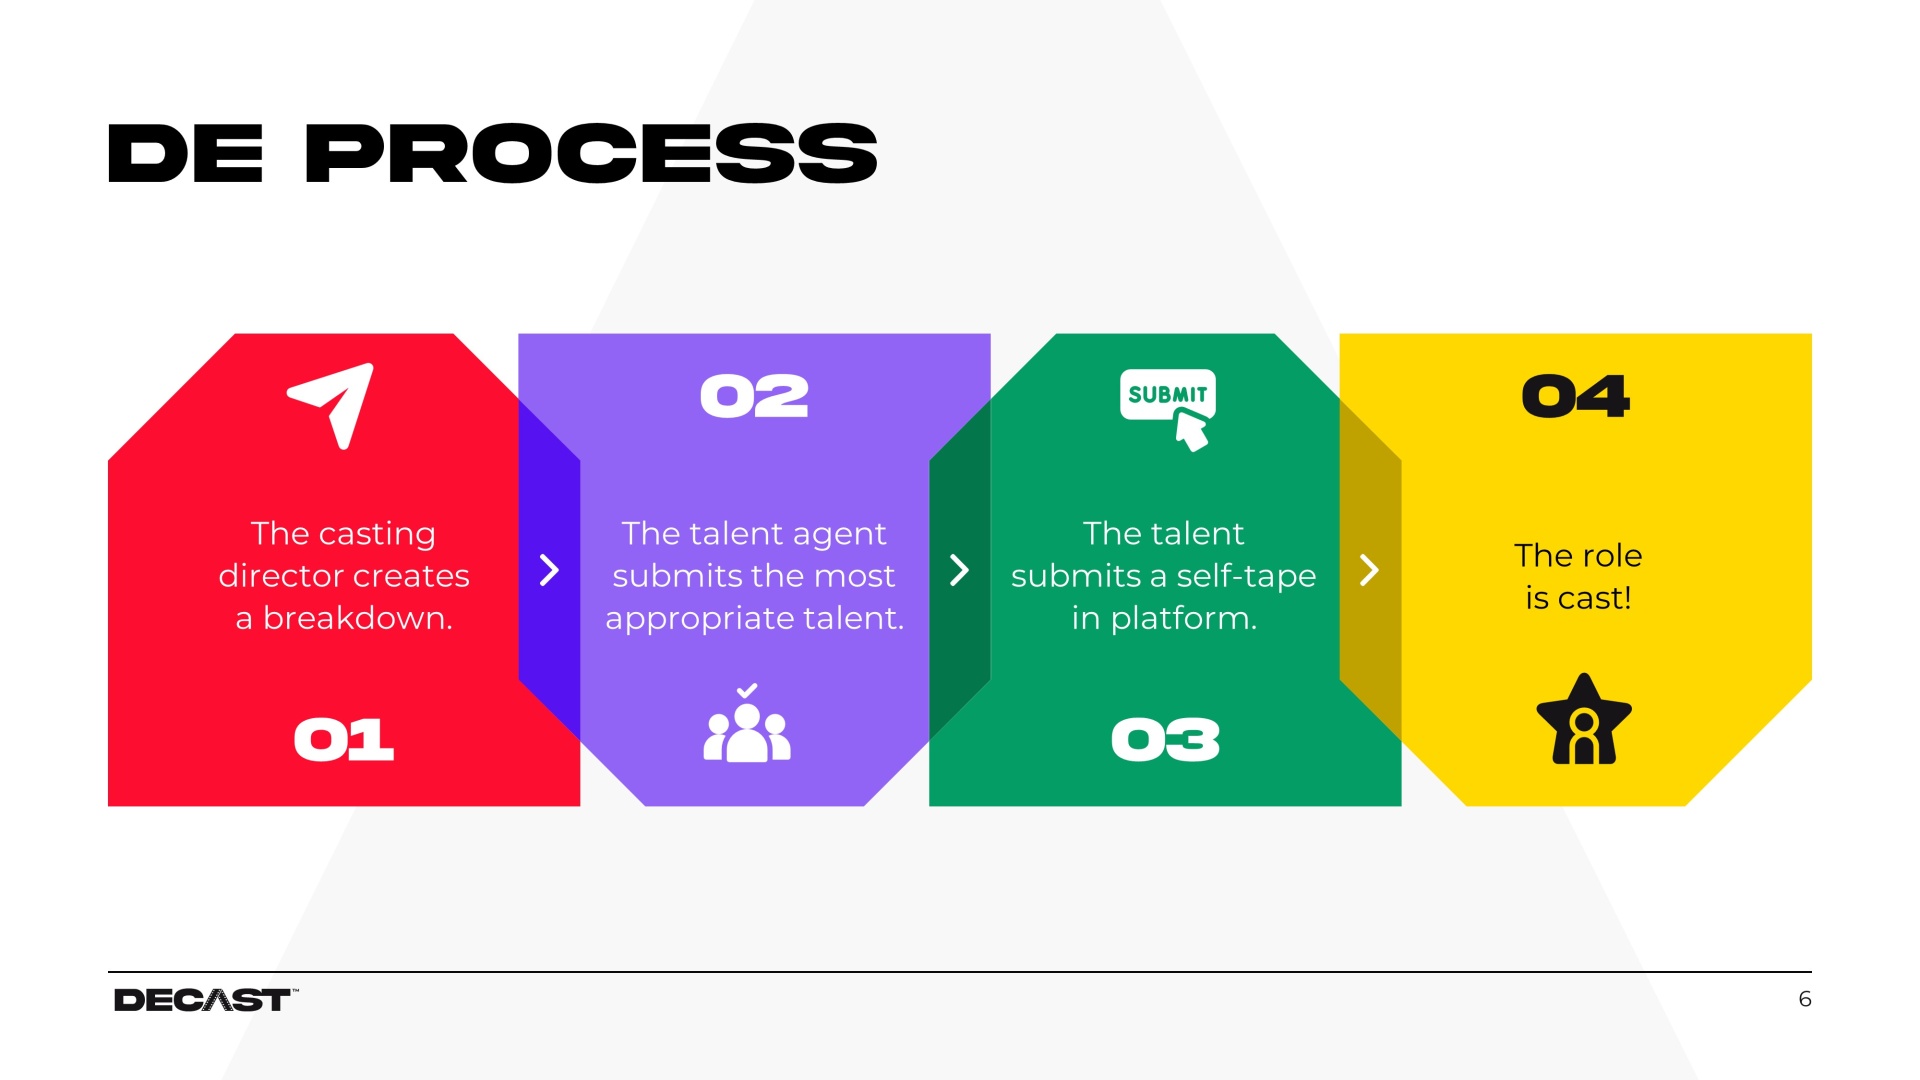 DE PROCESS
The casting
director creates
a breakdown.
01
02
The talent agent
submits the most
appropriate talent.
SUBMIT
The talent
submits a self-tape
in platform.
03
04
The role
is cast!
DECAST™
6